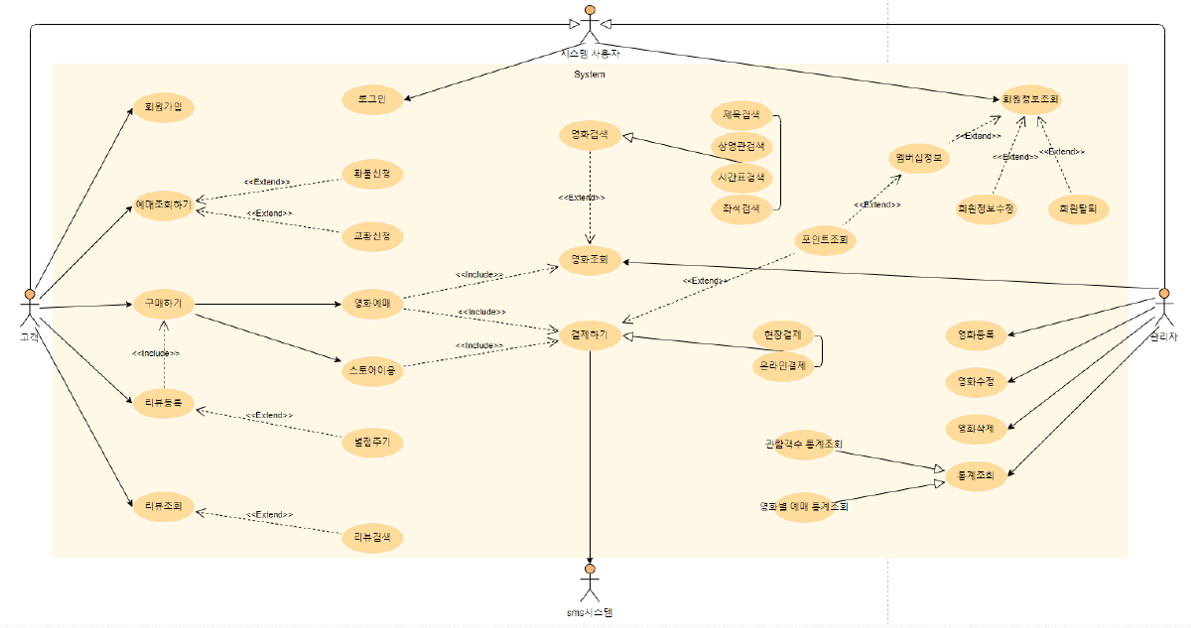 시스템 사용자
System
회원가입
로그인
회원정보조회
제목검색
영화검색
상영관검색
<<Extend>>
<<Extend>>
<<Extend>>
멤버십정보
환불신청
시간표검색
<<Extend>>
<<Extend>>
<<Extend>>
예매조회하기
좌석검색
회원정보수정
회원탈퇴
<<Extend>>
교환신청
포인트조회
영화조회
<<Include>>
<<Extend>>
구매하기
영화예매
<<Include>>
고객
관리자
결제하기
현장결제
영화등록
<<Include>>
<<Include>>
온라인결제
스토어이용
영화수정
리뷰등록
<<Extend>>
영화삭제
별점주기
관람객수 통계조회
통계조회
리뷰조회
<<Extend>>
영화별 예매 통계조회
리뷰검색
sms시스템